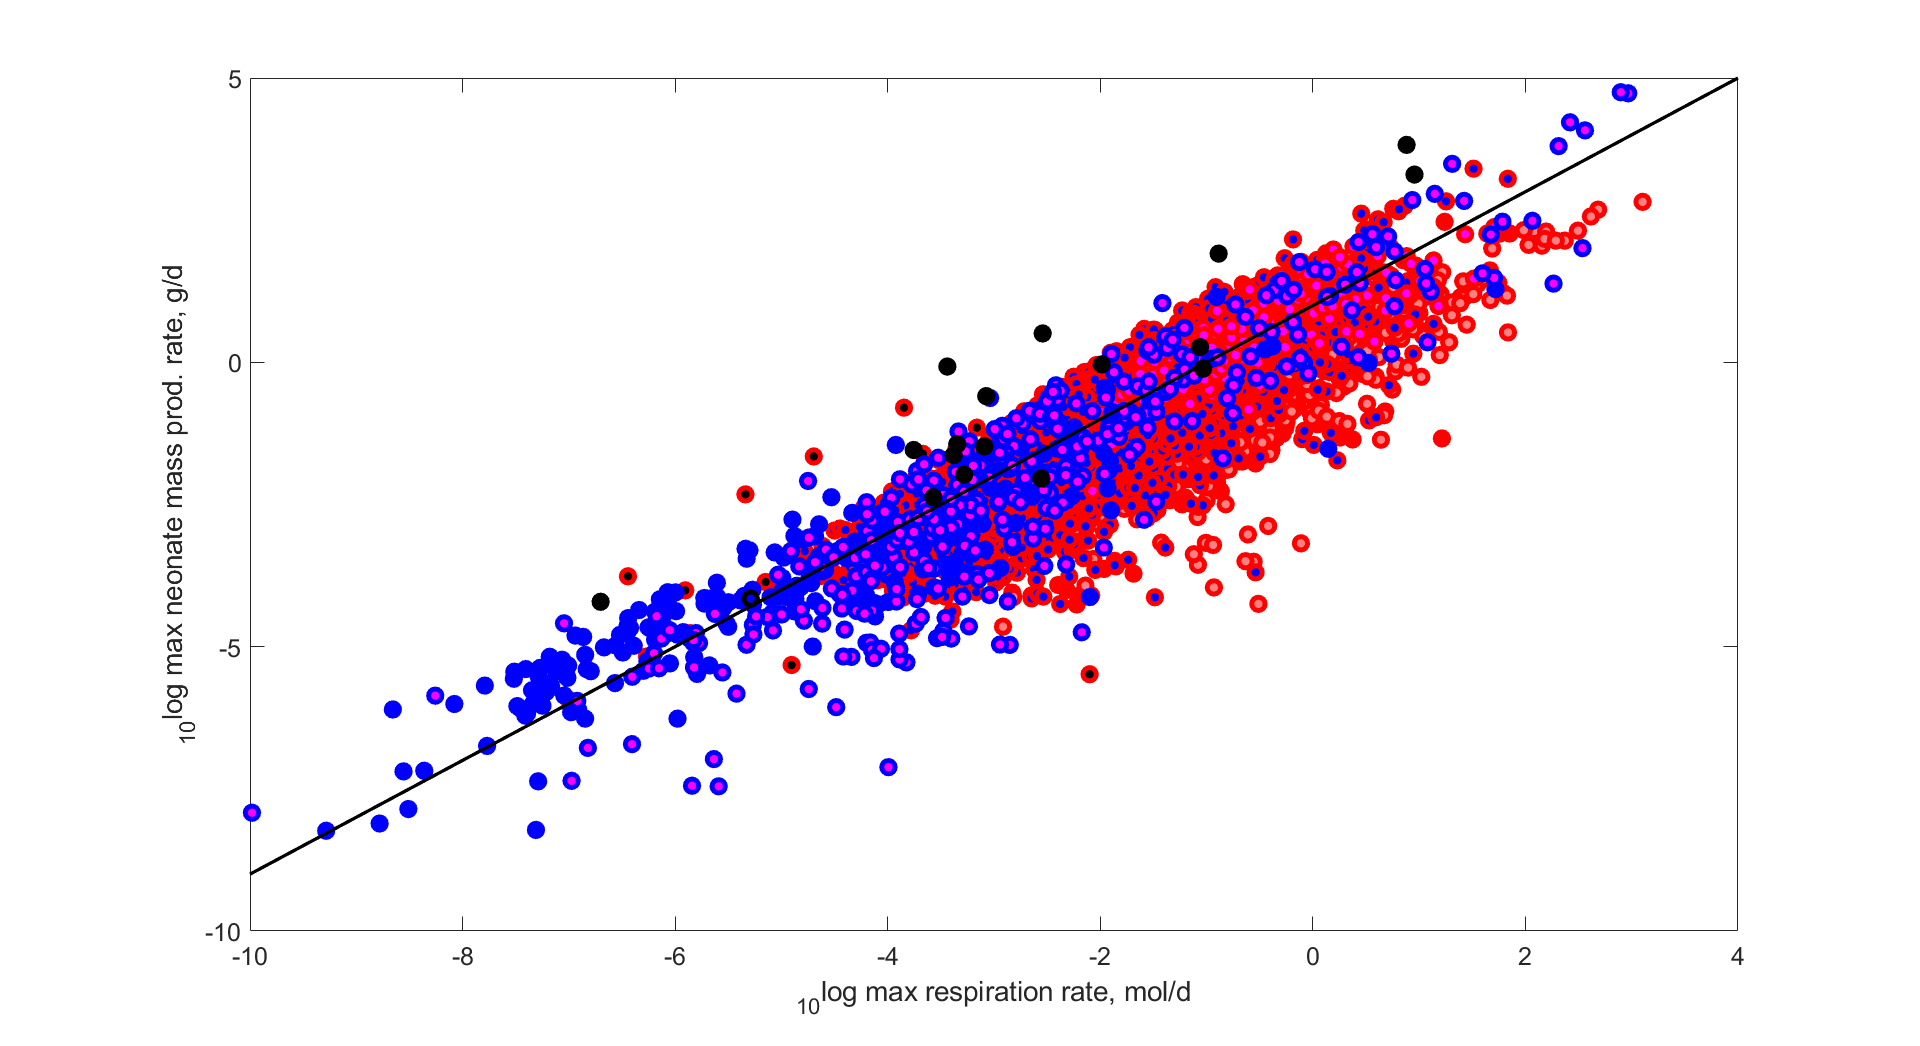 5
0
-5
-10
-10 -8 -6 -4 -2 0 2 4
10log max respiration rate, mol/d
10log max neonate mass prod. rate, g/d